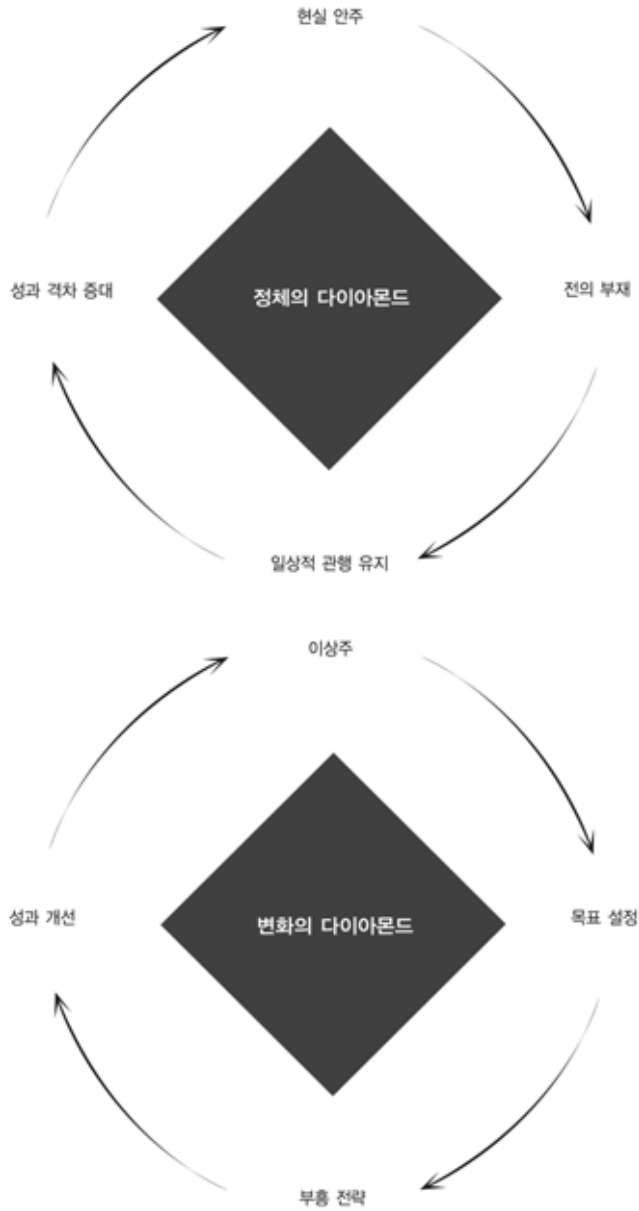 현실 안주
성과 격차 증대
정체의 다이아몬드
전의 부재
일상적 관행 유지
이상주
성과 개선
변화의 다이아몬드
목표 설정
부흥 전략